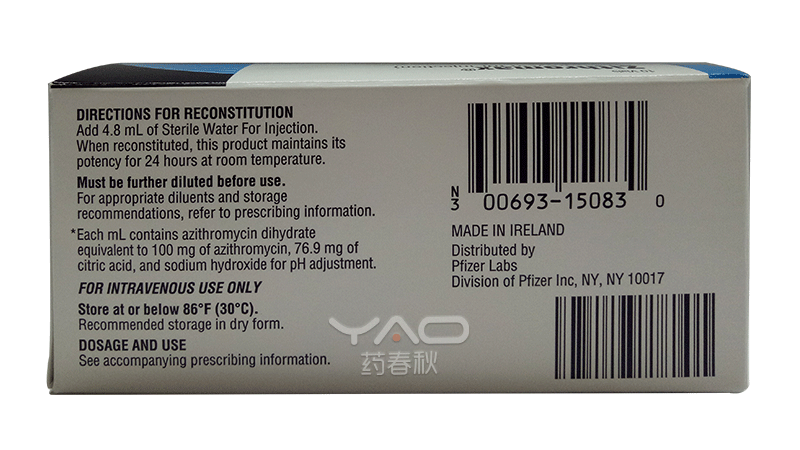 10 Vials
Zithromax®
DIRECTIONS FOR RECONSTITUTION
Add 4.8 mL of Sterile Water For Injection.
When reconstituted, this product maintains its
potency for 24 hours at room temperature.
Must be further diluted before use.
For appropriate diluents and storage
recommendations, refer to prescribing information.
*Each mL contains azithromycin dihydrate
equivalent to 100 mg of azithromycin, 76.9 mg of
citric acid, and sodium hydroxide for pH adjustment.
FOR INTRAVENOUS USE ONLY
Store at or below 86°F (30°C).
Recommended storage in dry form.
DOSAGE AND USE
See accompanying prescribing information.
N
3 00693-15083 0
MADE IN IRELAND
Distributed by
Pfizer Labs
Division of Pfizer Inc, NY, NY 10017
YAO
药春秋